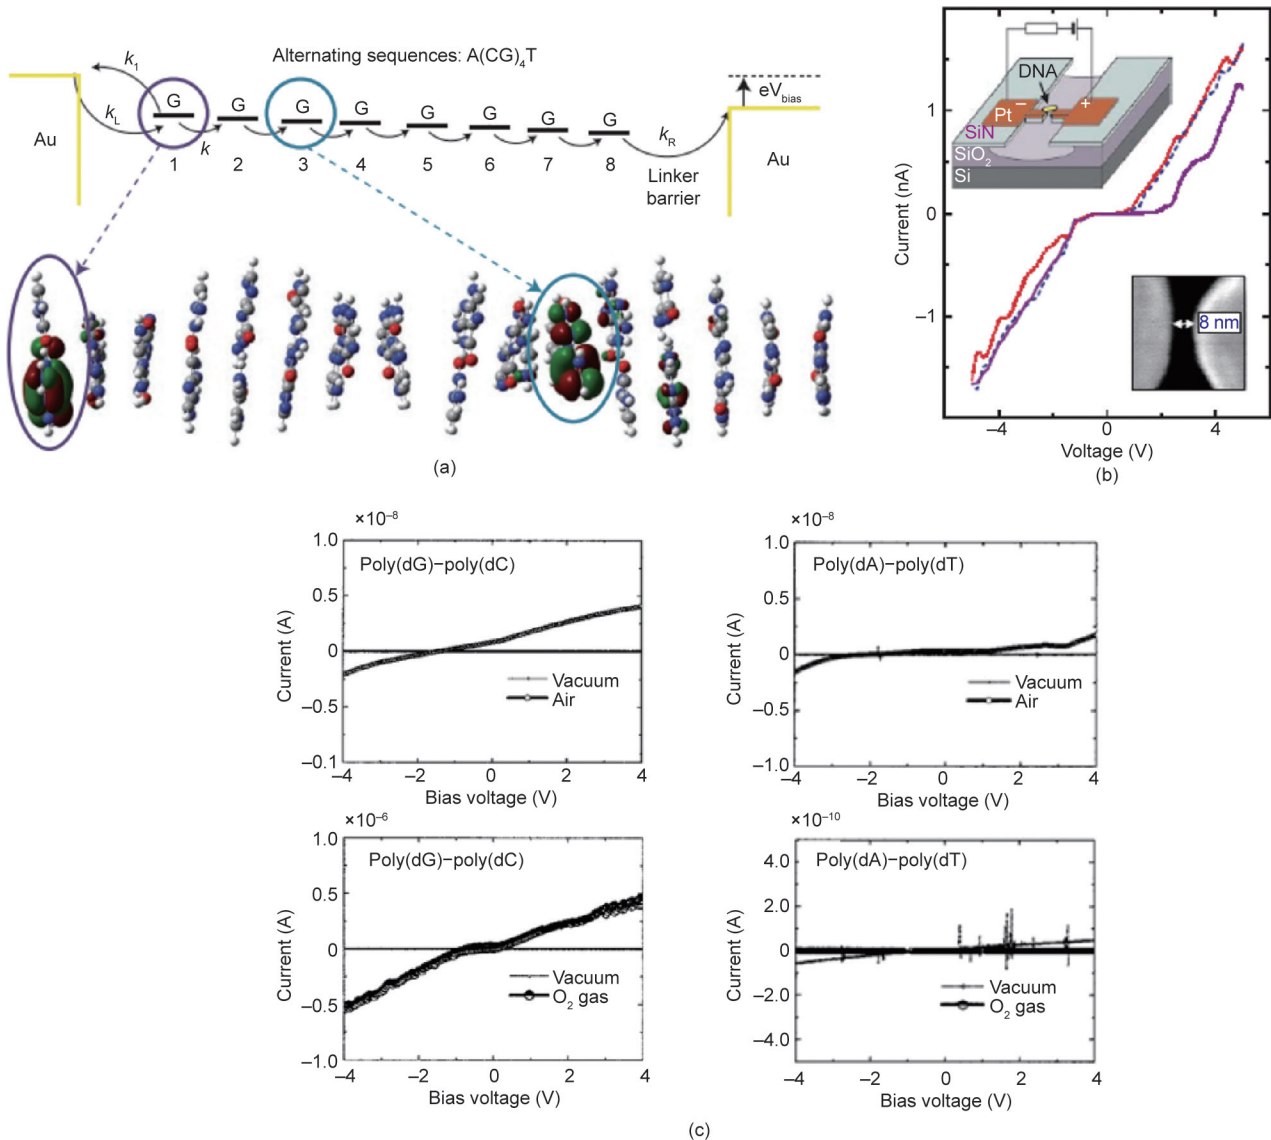 Alternating sequences: A(CG)₄T
k₁
G
G
G
G
G
G
G
G
eV_bias
k_L
k
k_R
Au
Au
1
2
3
4
5
6
7
8
Linker
barrier
(a)
DNA
−
+
Pt
SiN
SiO₂
Si
8 nm
Current (nA)
1
0
−1
−4
0
4
Voltage (V)
(b)
×10⁻⁸
1.0
0.5
0
−0.5
−0.1
Current (A)
Poly(dG)−poly(dC)
Vacuum
Air
−4
−2
0
2
4
Bias voltage (V)
×10⁻⁸
1.0
0.5
0
−0.5
−1.0
Current (A)
Poly(dA)−poly(dT)
Vacuum
Air
−4
−2
0
2
4
Bias voltage (V)
×10⁻⁶
1.0
0.5
0
−0.5
−1.0
Current (A)
Poly(dG)−poly(dC)
Vacuum
O₂ gas
−4
−2
0
2
4
Bias voltage (V)
×10⁻¹⁰
4.0
2.0
0
−2.0
−4.0
Current (A)
Poly(dA)−poly(dT)
Vacuum
O₂ gas
−4
−2
0
2
4
Bias voltage (V)
(c)